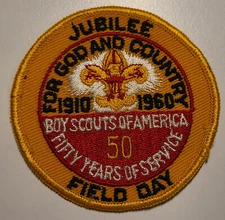 JUBILEE
FOR GOD AND COUNTRY
1910 1960
BOY SCOUTS OF AMERICA
50
FIFTY YEARS OF SERVICE
FIELD DAY